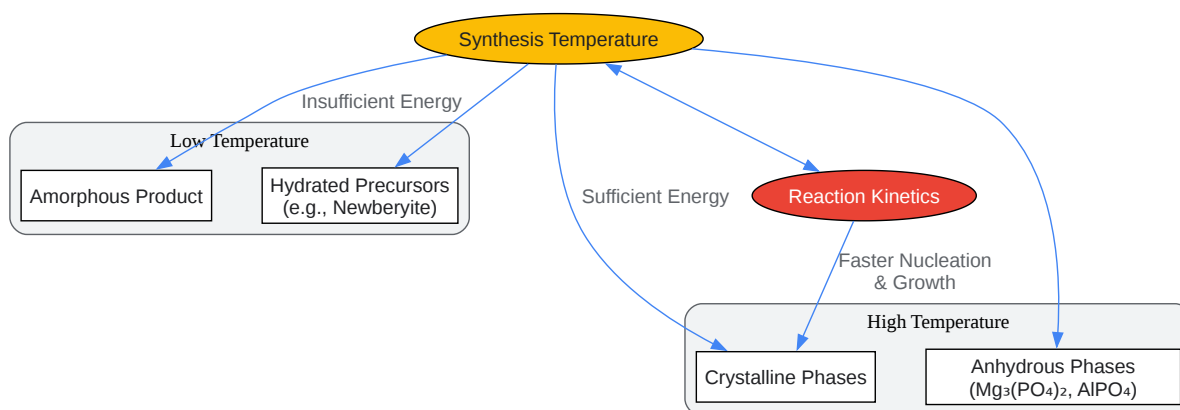 Synthesis Temperature
Insufficient Energy
Low Temperature
Amorphous Product
Hydrated Precursors
(e.g., Newberyite)
Sufficient Energy
Reaction Kinetics
Faster Nucleation
& Growth
High Temperature
Crystalline Phases
Anhydrous Phases
(Mg₃(PO₄)₂, AlPO₄)